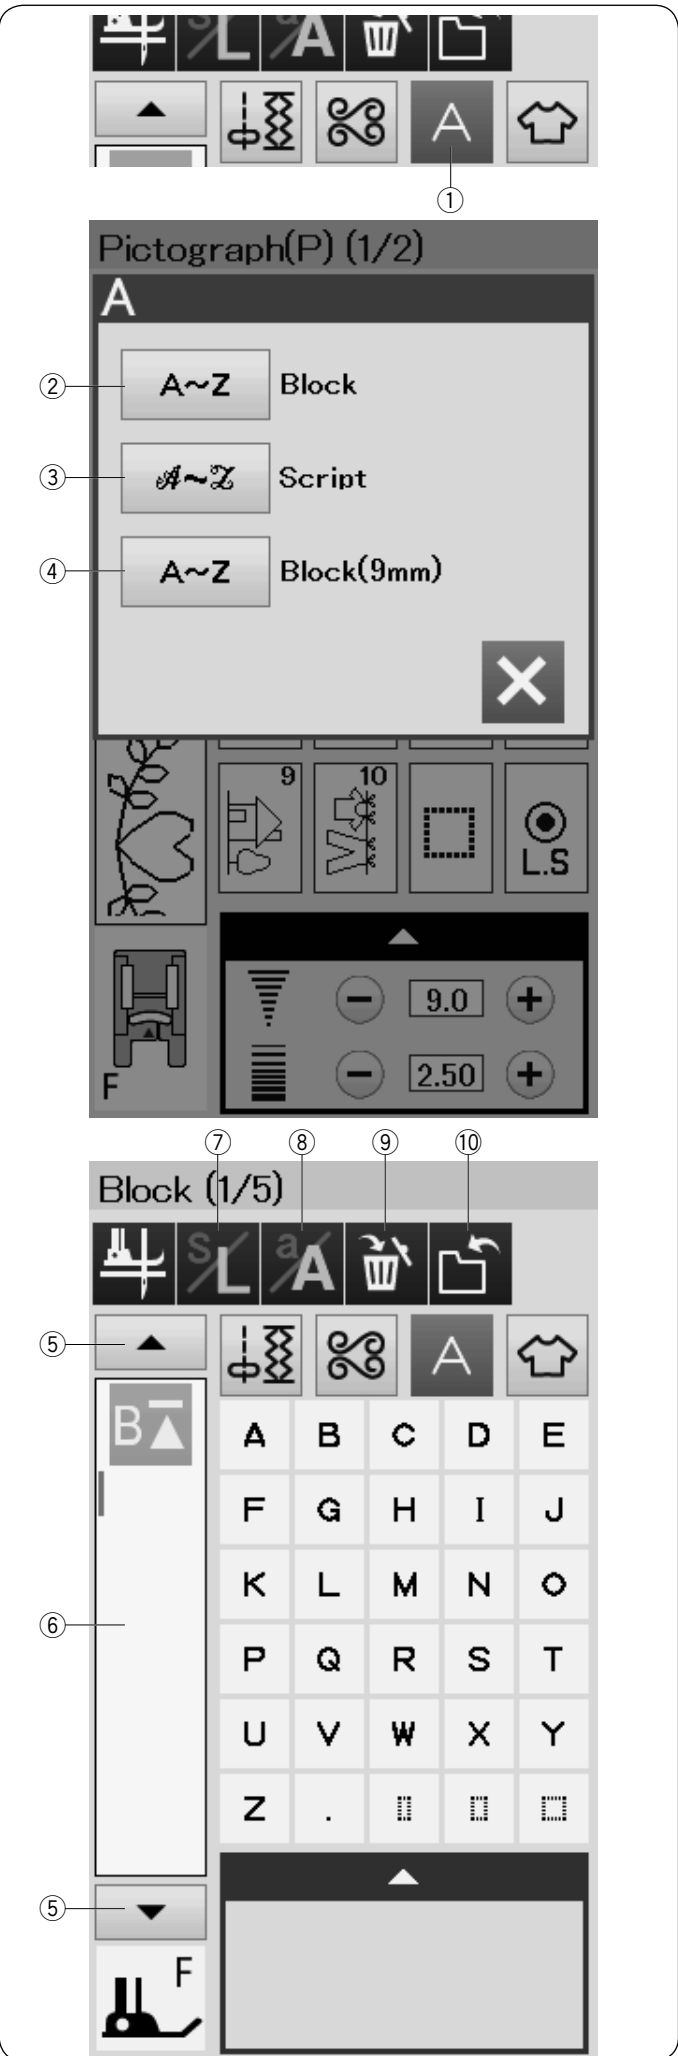 S/L a/A
A
①
Pictograph(P) (1/2)
A
② A~Z Block
③ A~Z Script
④ A~Z Block(9mm)
9 10
L.S
9.0
F 2.50
⑦ ⑧ ⑨ ⑩
Block (1/5)
S/L a/A
⑤ A
B
A B C D E
F G H I J
K L M N O
⑥
P Q R S T
U V W X Y
Z .
⑤
F